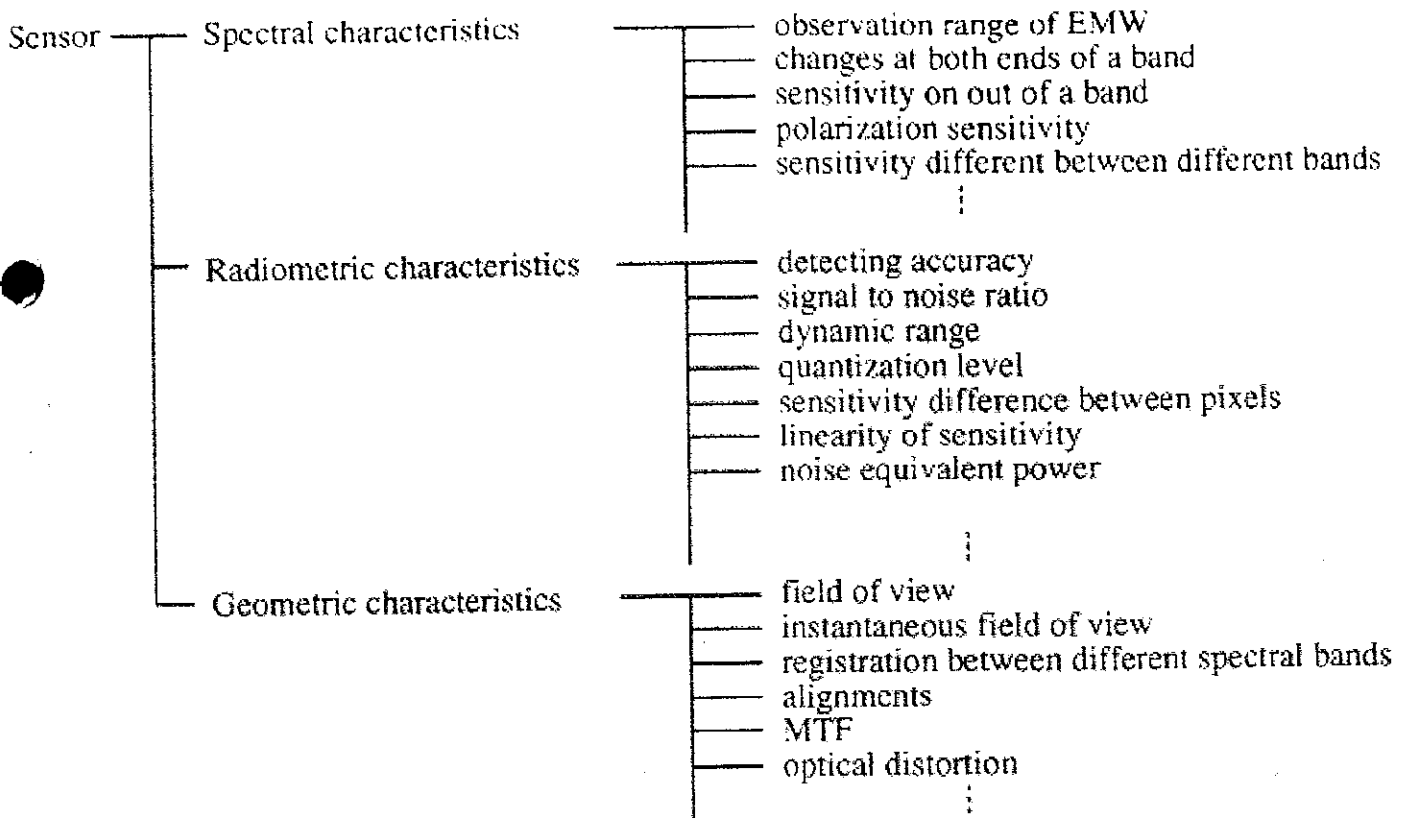 Sensor Spectral characteristics observation range of EMW
changes at both ends of a band
sensitivity on out of a band
polarization sensitivity
sensitivity different between different bands
Radiometric characteristics detecting accuracy
signal to noise ratio
dynamic range
quantization level
sensitivity difference between pixels
linearity of sensitivity
noise equivalent power
Geometric characteristics field of view
instantaneous field of view
registration between different spectral bands
alignments
MTF
optical distortion